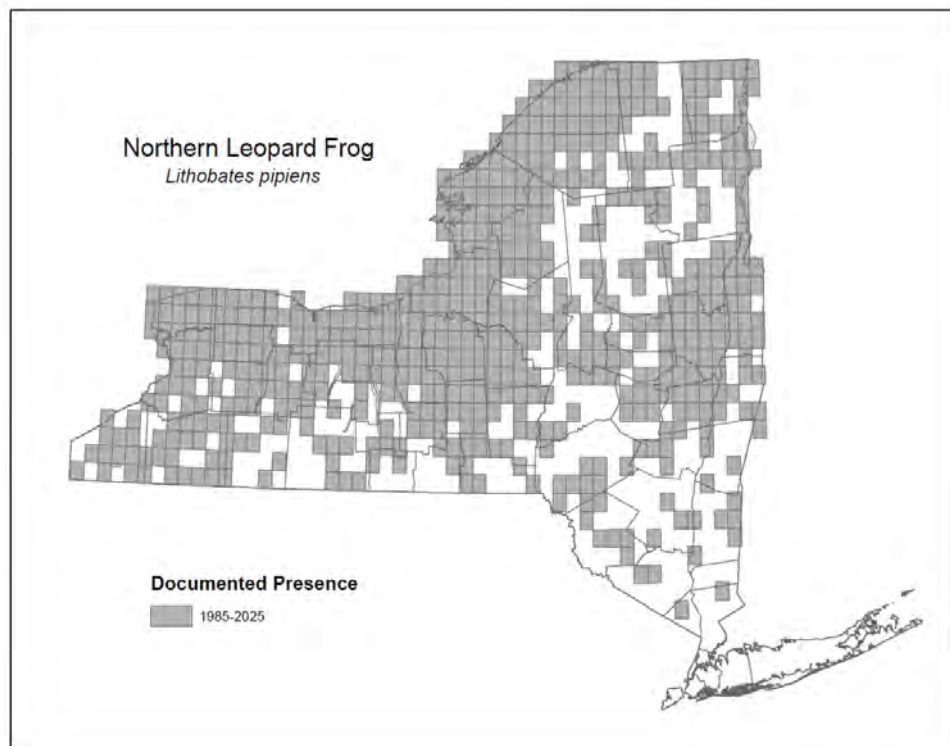 Northern Leopard Frog
Lithobates pipiens
Documented Presence
1985-2025